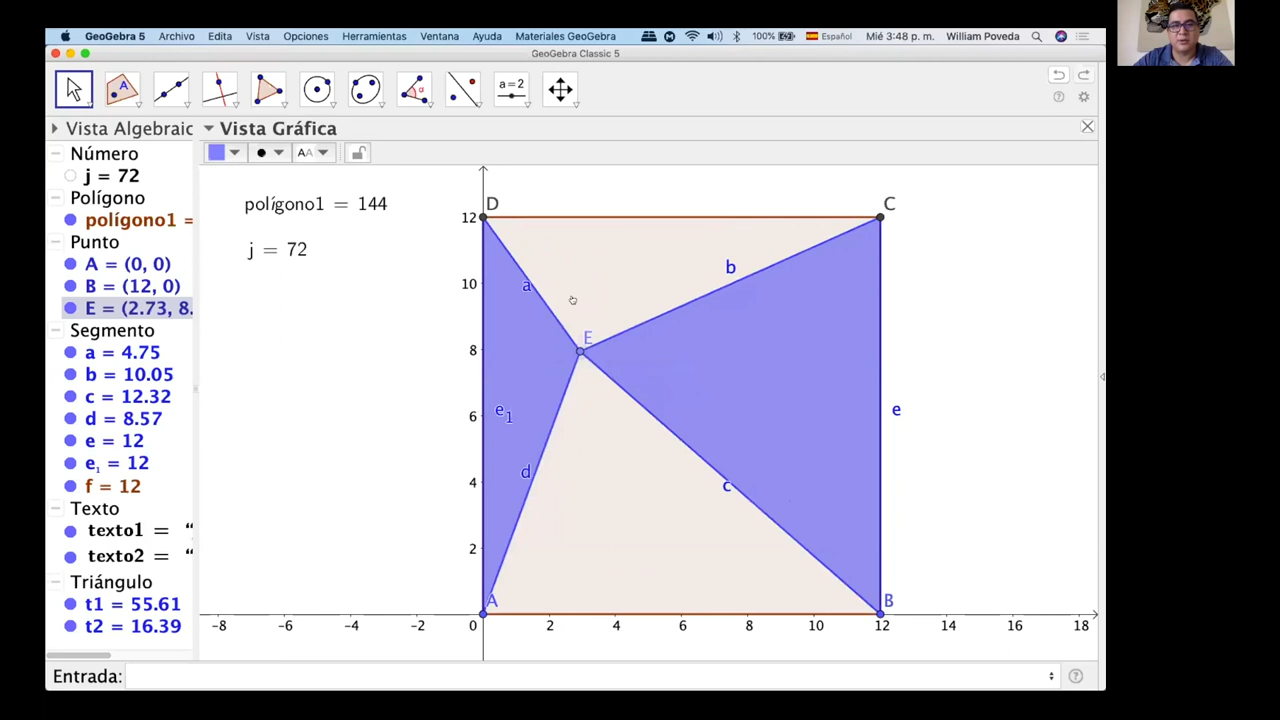 GeoGebra 5 Archivo Edita Vista Opciones Herramientas Ventana Ayuda Materiales GeoGebra 100% Español Mié 3:48 p. m. William Poveda
GeoGebra Classic 5
A α a=2
Vista Algebraic Vista Gráfica
AA
Número
j = 72
Polígono
polígono1 =
Punto
A = (0, 0)
B = (12, 0)
E = (2.73, 8.
Segmento
a = 4.75
b = 10.05
c = 12.32
d = 8.57
e = 12
e₁ = 12
f = 12
Texto
texto1 = “
texto2 = “
Triángulo
t1 = 55.61
t2 = 16.39
polígono1 = 144
j = 72
D C
12
b
10
a
E
8
e₁ e
6
d
c
4
2
A B
-8 -6 -4 -2 0 2 4 6 8 10 12 14 16 18
Entrada: